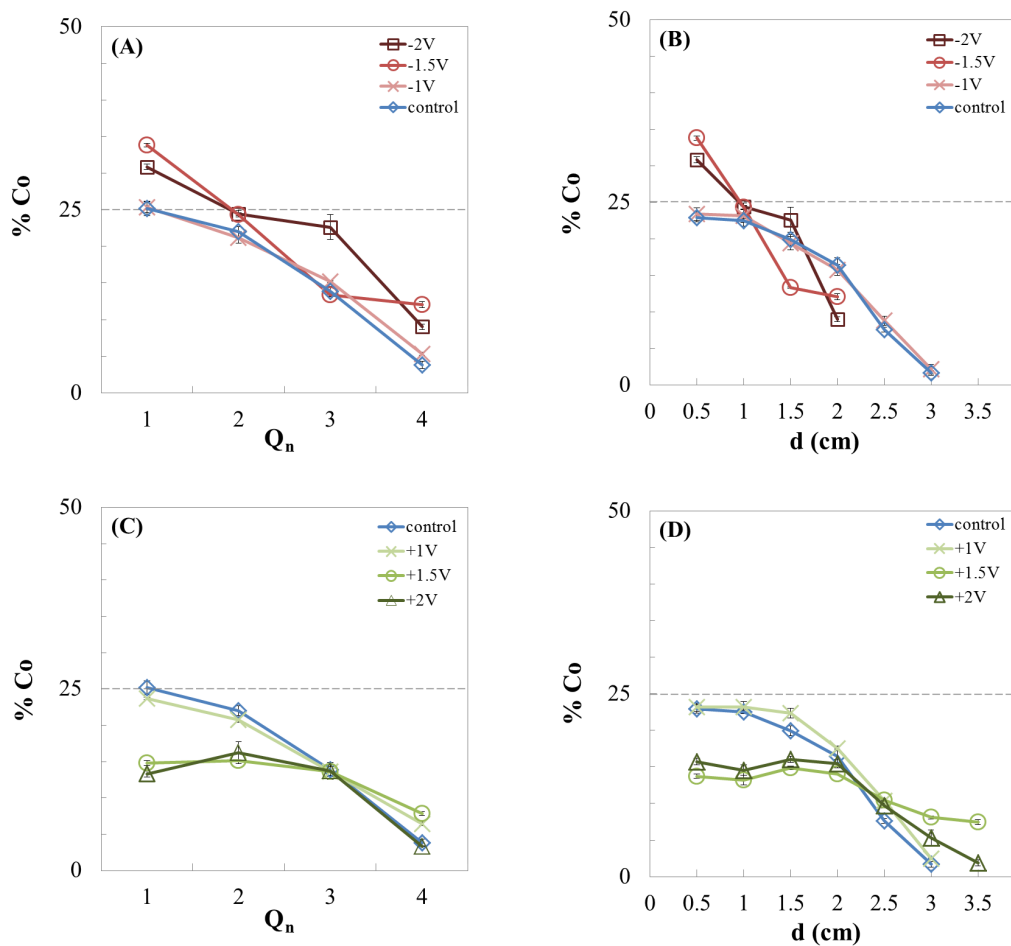 (A)
-2V
-1.5V
-1V
control
50
25
0
% Co
1 2 3 4
Qn
(B)
-2V
-1.5V
-1V
control
50
25
0
% Co
0 0.5 1 1.5 2 2.5 3 3.5
d (cm)
(C)
control
+1V
+1.5V
+2V
50
25
0
% Co
1 2 3 4
Qn
(D)
control
+1V
+1.5V
+2V
50
25
0
% Co
0 0.5 1 1.5 2 2.5 3 3.5
d (cm)